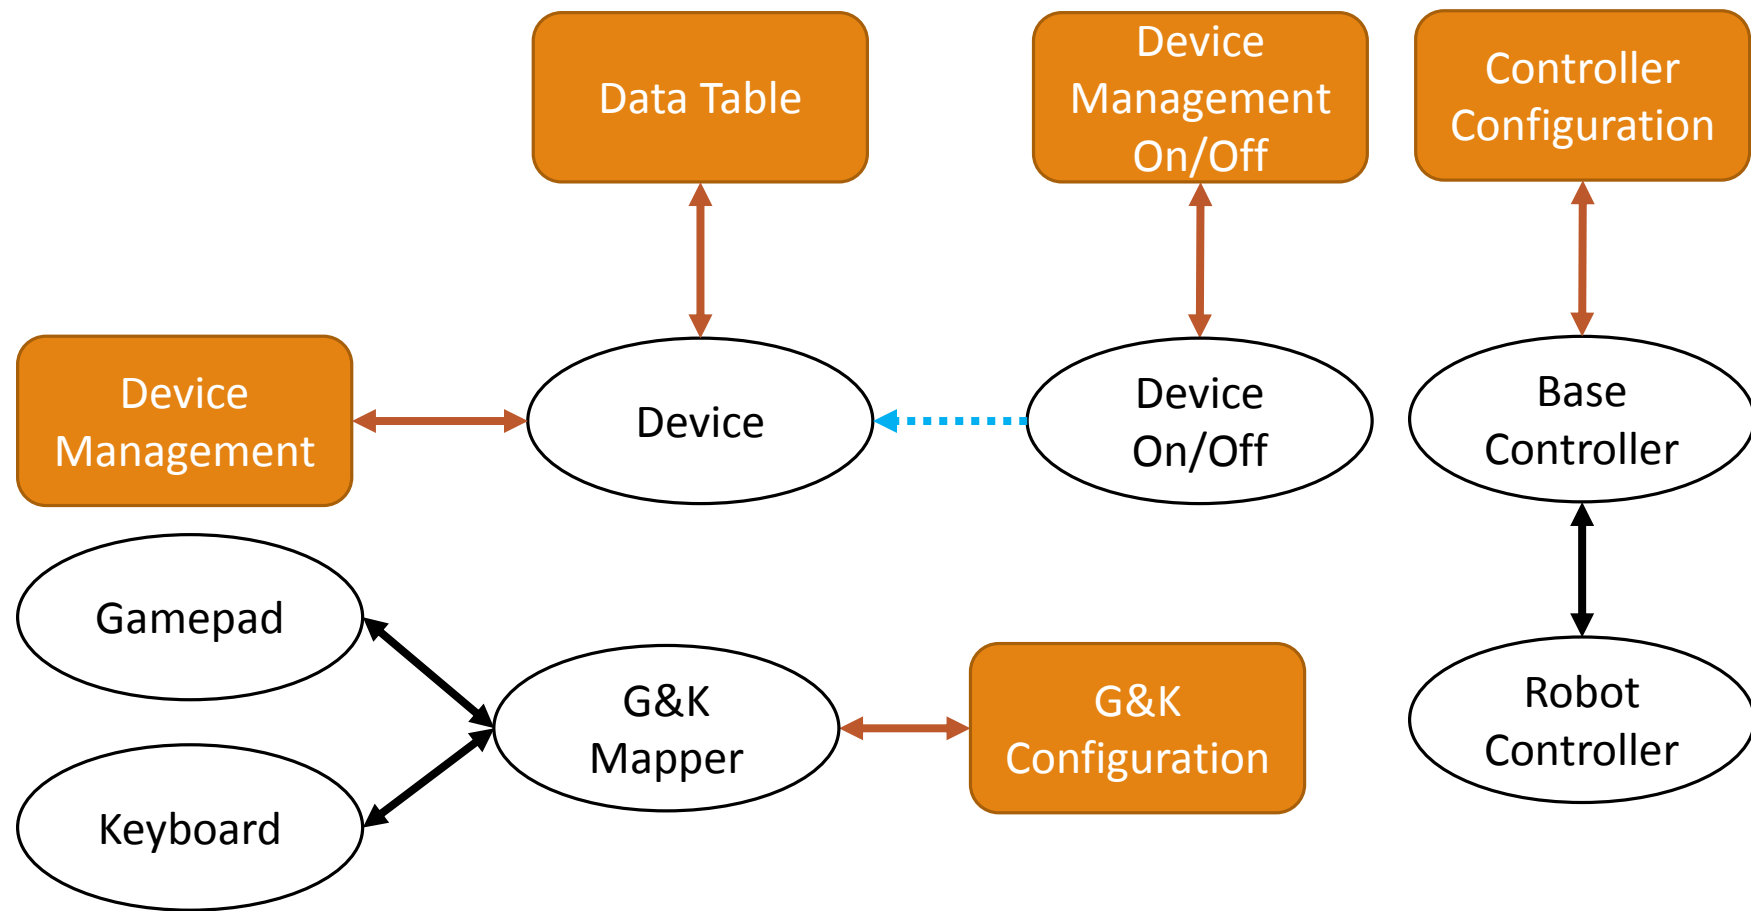 Data Table
Device
Management
On/Off
Controller
Configuration
Device
Management
Device
Device
On/Off
Base
Controller
Gamepad
G&K
Mapper
G&K
Configuration
Robot
Controller
Keyboard